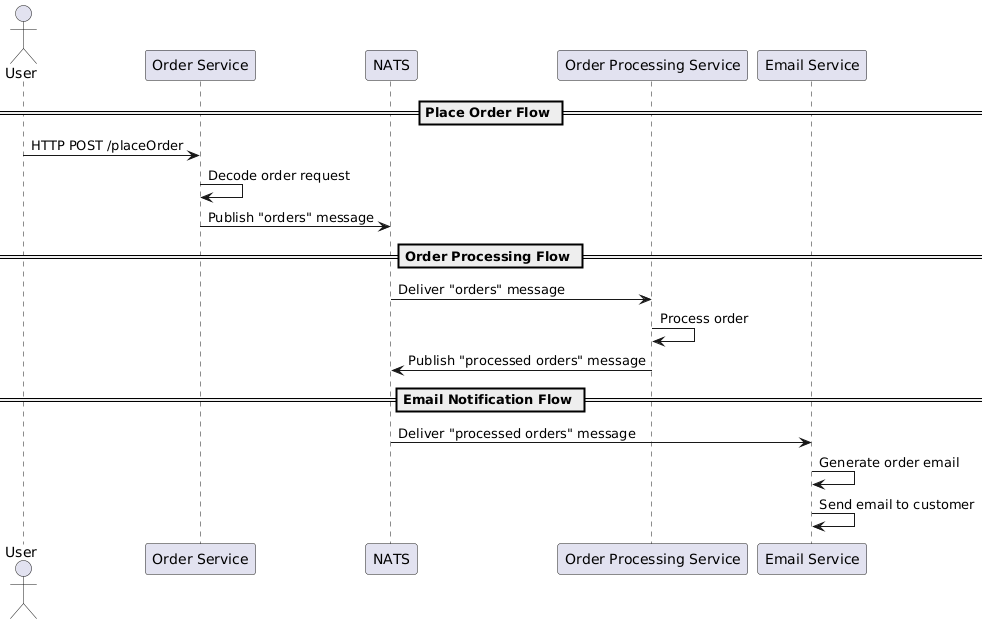 User
Order Service
NATS
Order Processing Service
Email Service
Place Order Flow
HTTP POST /placeOrder
Decode order request
Publish "orders" message
Order Processing Flow
Deliver "orders" message
Process order
Publish "processed orders" message
Email Notification Flow
Deliver "processed orders" message
Generate order email
Send email to customer
User
Order Service
NATS
Order Processing Service
Email Service